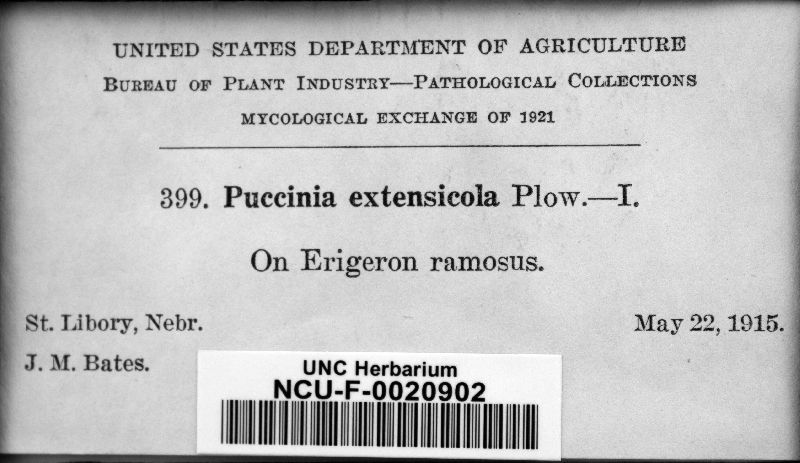 UNITED STATES DEPARTMENT OF AGRICULTURE
BUREAU OF PLANT INDUSTRY—PATHOLOGICAL COLLECTIONS
MYCOLOGICAL EXCHANGE OF 1921
399. Puccinia extensicola Plow.—I.
On Erigeron ramosus.
St. Libory, Nebr. May 22, 1915.
J. M. Bates.
UNC Herbarium
NCU-F-0020902